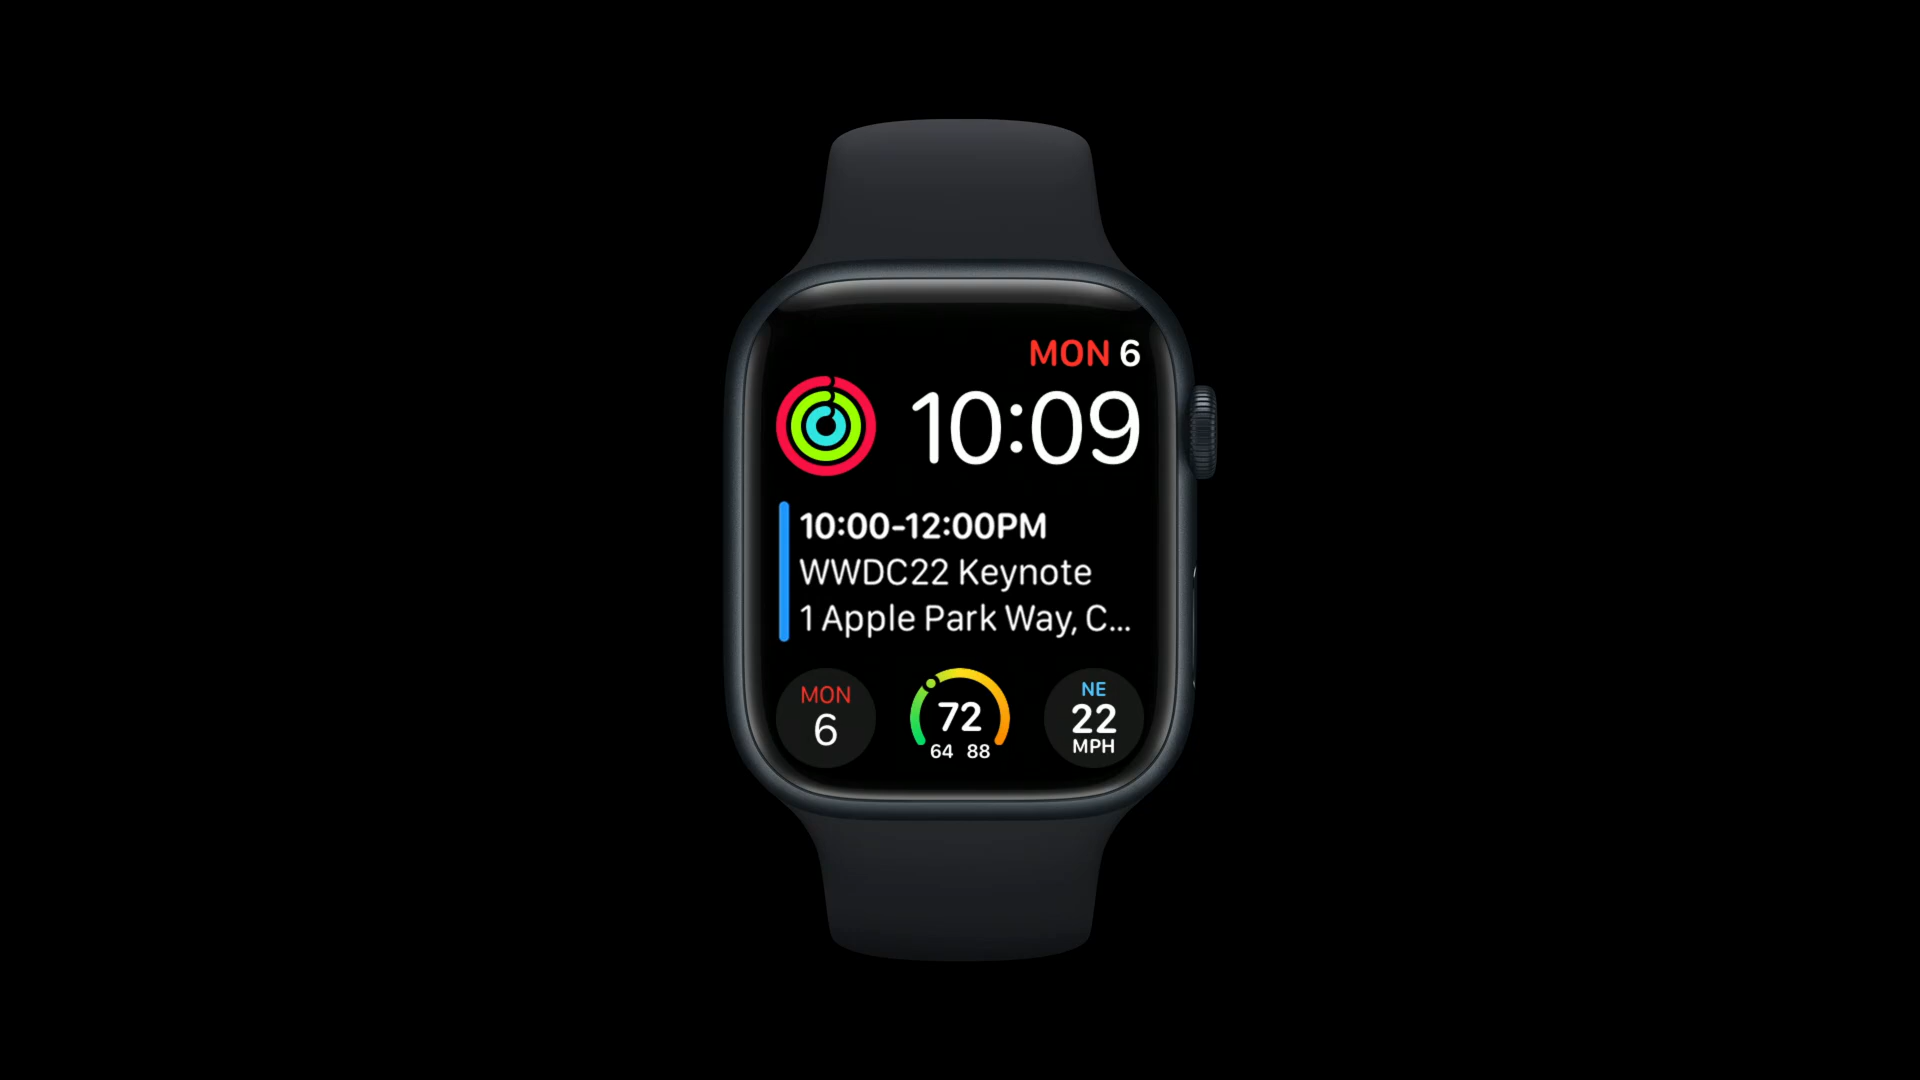 MON 6
10:09
10:00-12:00PM
WWDC22 Keynote
1 Apple Park Way, C...
MON
6
72
64 88
NE
22
MPH